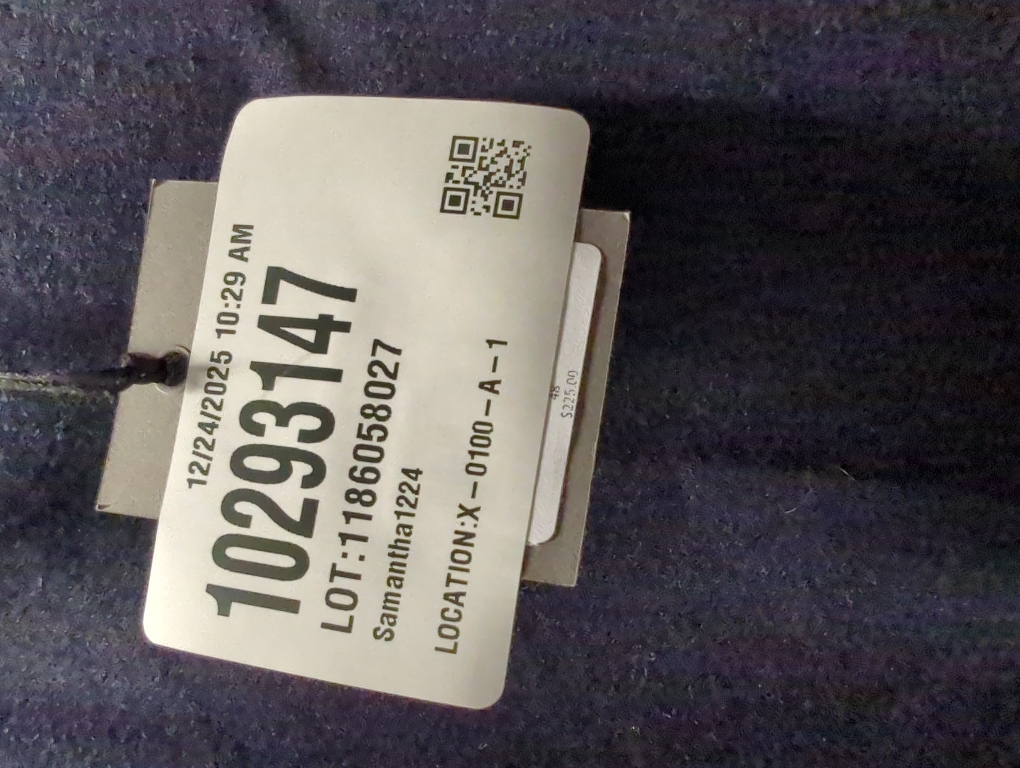 12/24/2025 10:29 AM
10293147
LOT:1186058027
Samantha1224
LOCATION:X-0100-A-1
48
$225.00